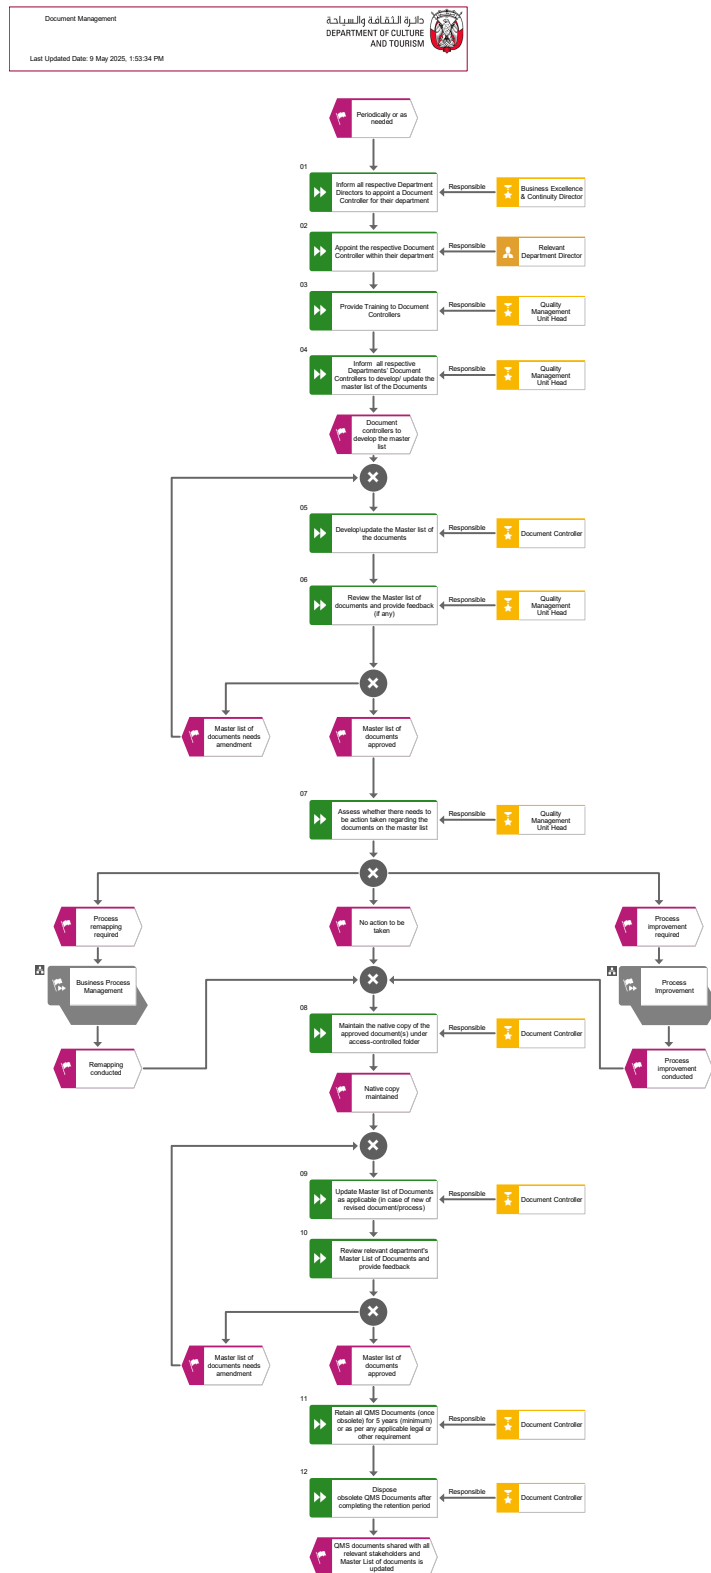 Document Management
دائرة الثقافة والسياحة
DEPARTMENT OF CULTURE
AND TOURISM
Last Updated Date: 9 May 2025, 1:53:34 PM
Periodically or as
needed
01
Inform all respective Department
Directors to appoint a Document
Controller for their department
Responsible
Business Excellence
& Continuity Director
02
Appoint the respective Document
Controller within their department
Responsible
Relevant
Department Director
03
Provide Training to Document
Controllers
Responsible
Quality
Management
Unit Head
04
Inform all respective
Departments' Document
Controllers to develop/ update the
master list of the Documents
Responsible
Quality
Management
Unit Head
Document
controllers to
develop the master
list
05
Develop\update the Master list of
the documents
Responsible
Document Controller
06
Review the Master list of
documents and provide feedback
(if any)
Responsible
Quality
Management
Unit Head
Master list of
documents needs
amendment
Master list of
documents
approved
07
Assess whether there needs to
be action taken regarding the
documents on the master list
Responsible
Quality
Management
Unit Head
Process
remapping
required
No action to be
taken
Process
improvement
required
Business Process
Management
Process
Improvement
08
Maintain the native copy of the
approved document(s) under
access-controlled folder
Responsible
Document Controller
Remapping
conducted
Process
improvement
conducted
Native copy
maintained
09
Update Master list of Documents
as applicable (in case of new of
revised document/process)
Responsible
Document Controller
10
Review relevant department's
Master List of Documents and
provide feedback
Master list of
documents needs
amendment
Master list of
documents
approved
11
Retain all QMS Documents (once
obsolete) for 5 years (minimum)
or as per any applicable legal or
other requirement
Responsible
Document Controller
12
Dispose
obsolete QMS Documents after
completing the retention period
Responsible
Document Controller
QMS documents shared with all
relevant stakeholders and
Master List of documents is
updated